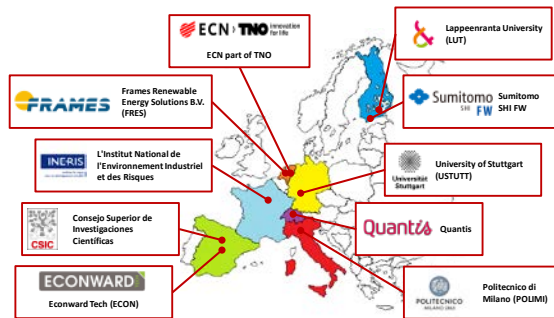 ECN > TNO innovation
for life
ECN part of TNO
Lappeenranta University
(LUT)
FRAMES
Frames Renewable
Energy Solutions B.V.
(FRES)
Sumitomo
SHI FW
Sumitomo
SHI FW
INERIS
L'Institut National de
l'Environnement Industriel
et des Risques
Universität
Stuttgart
University of Stuttgart
(USTUTT)
CSIC
Consejo Superior de
Investigaciones
Científicas
Quantis
Quantis
ECONWARD
Econward Tech (ECON)
POLITECNICO
MILANO 1863
Politecnico di
Milano (POLIMI)